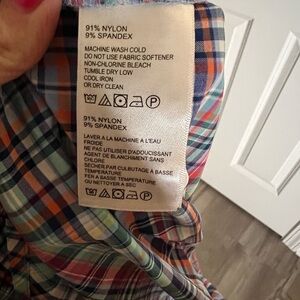 91% NYLON
9% SPANDEX
MACHINE WASH COLD
DO NOT USE FABRIC SOFTENER
NON-CHLORINE BLEACH
TUMBLE DRY LOW
COOL IRON
OR DRY CLEAN
91% NYLON
9% SPANDEX
LAVER A LA MACHINE A L'EAU
FROIDE
NE PAS UTILISER D'ADDUCISSANT
AGENT DE BLANCHIMENT SANS
CHLORE
SECHER PAR CULBUTAGE A BASSE
TEMPERATURE
FER A BASSE TEMPERATURE
OU NETTOYER A SEC